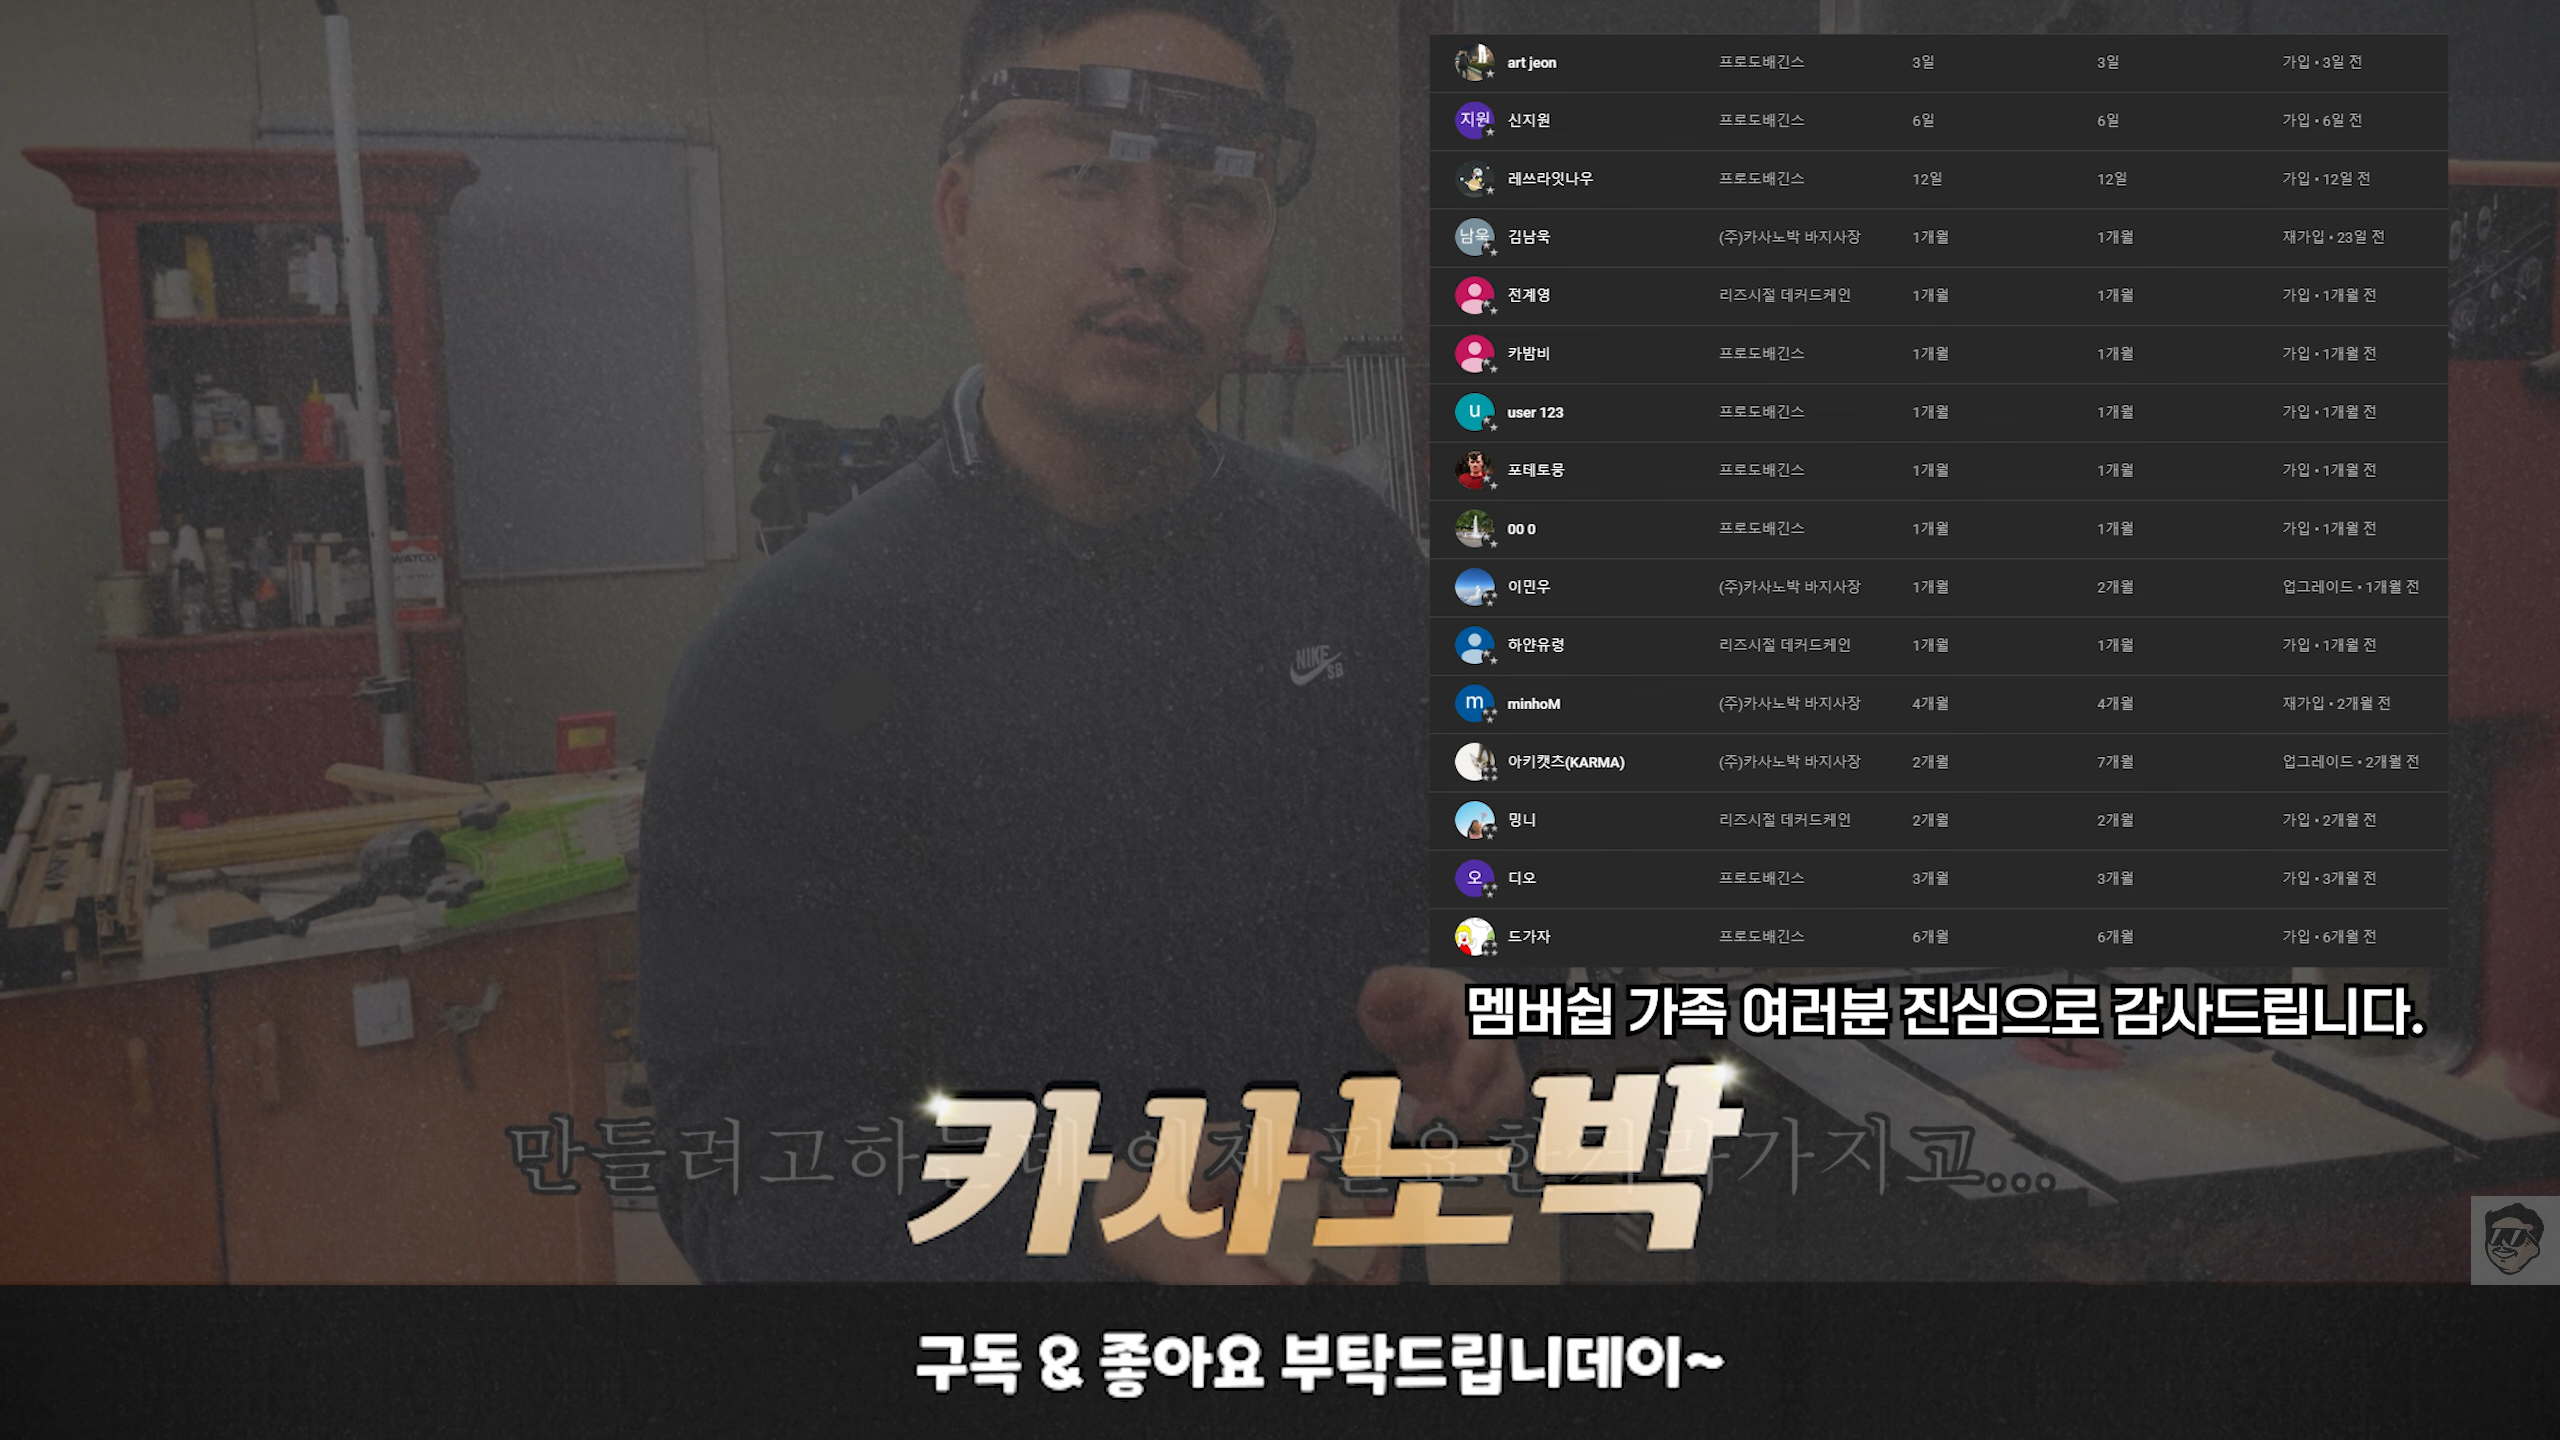 art jeon 프로도배긴스 3일 3일 가입 • 3일 전
지원 신지원 프로도배긴스 6일 6일 가입 • 6일 전
레쓰라잇나우 프로도배긴스 12일 12일 가입 • 12일 전
남욱 김남욱 (주)카사노박 바지사장 1개월 1개월 재가입 • 23일 전
전계영 리즈시절 데커드케인 1개월 1개월 가입 • 1개월 전
카밤비 프로도배긴스 1개월 1개월 가입 • 1개월 전
u user 123 프로도배긴스 1개월 1개월 가입 • 1개월 전
포테토뭉 프로도배긴스 1개월 1개월 가입 • 1개월 전
00 0 프로도배긴스 1개월 1개월 가입 • 1개월 전
이민우 (주)카사노박 바지사장 1개월 2개월 업그레이드 • 1개월 전
하얀유령 리즈시절 데커드케인 1개월 1개월 가입 • 1개월 전
m minhoM (주)카사노박 바지사장 4개월 4개월 재가입 • 2개월 전
아키캣츠(KARMA) (주)카사노박 바지사장 2개월 7개월 업그레이드 • 2개월 전
밍니 리즈시절 데커드케인 2개월 2개월 가입 • 2개월 전
오 디오 프로도배긴스 3개월 3개월 가입 • 3개월 전
드가자 프로도배긴스 6개월 6개월 가입 • 6개월 전
WATCO
NIKE SB
멤버쉽 가족 여러분 진심으로 감사드립니다.
카사노박
만들려고하는데 이제 필요한게라가지고...
구독 & 좋아요 부탁드립니데이~